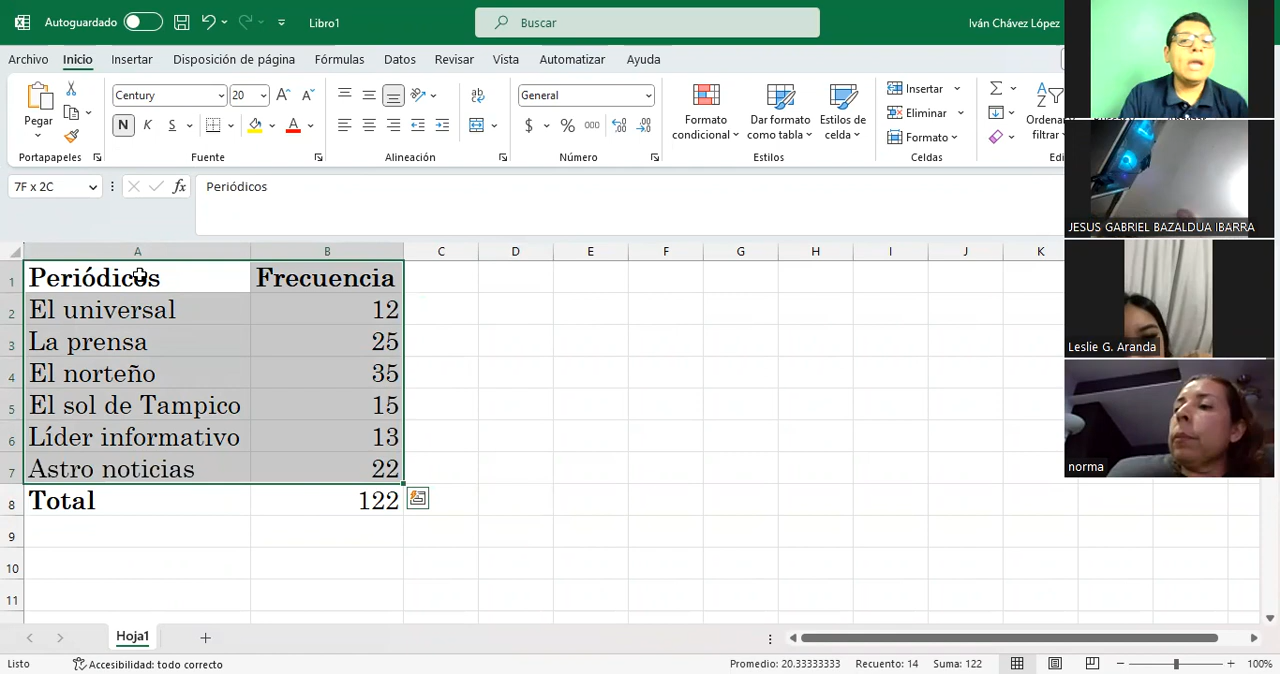 Autoguardado
Libro1
Buscar
Iván Chávez López
Archivo Inicio Insertar Disposición de página Fórmulas Datos Revisar Vista Automatizar Ayuda
Pegar
Portapapeles
Century 20
N K S
Fuente
Alineación
General
$ % 000
Número
Formato condicional
Dar formato como tabla
Estilos de celda
Estilos
Insertar
Eliminar
Formato
Celdas
Ordenar
filtrar
7F x 2C
fx Periódicos
A B C D E F G H I J K
1 Periódicos Frecuencia
2 El universal 12
3 La prensa 25
4 El norteño 35
5 El sol de Tampico 15
6 Líder informativo 13
7 Astro noticias 22
8 Total 122
9
10
11
JESUS GABRIEL BAZALDUA IBARRA
Leslie G. Aranda
norma
Hoja1
Listo Accesibilidad: todo correcto Promedio: 20.33333333 Recuento: 14 Suma: 122 100%